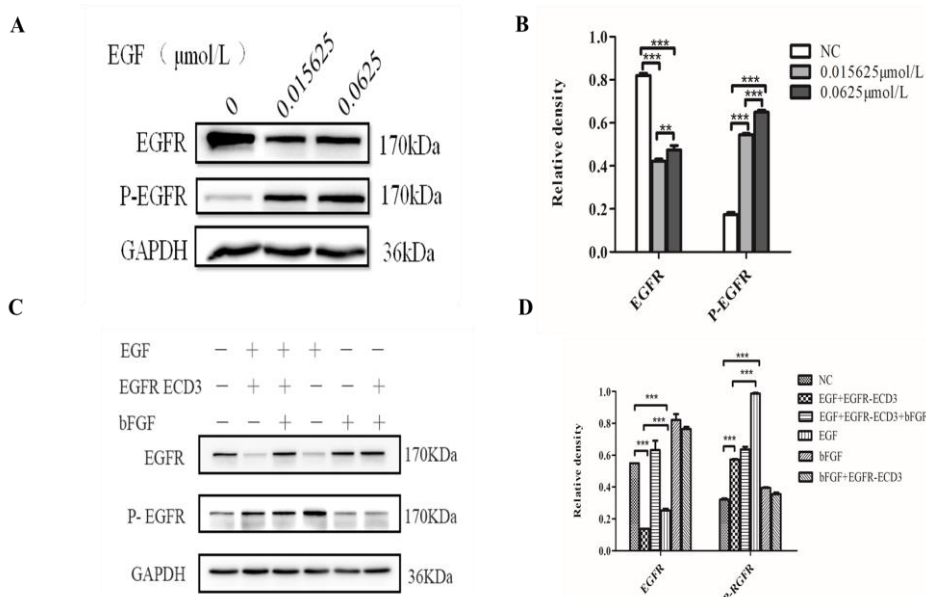 A
EGF ( μmol/L )
0 0.015625 0.0625
EGFR 170kDa
P-EGFR 170kDa
GAPDH 36kDa
B
Relative density
0.8
0.6
0.4
0.2
0.0
*** *** ** *** *** ***
EGFR P-EGFR
NC
0.015625μmol/L
0.0625μmol/L
C
EGF − + + + − −
EGFR ECD3 − + + − − +
bFGF − − + − + +
EGFR 170KDa
P- EGFR 170KDa
GAPDH 36KDa
D
Relative density
1.0
0.8
0.6
0.4
0.2
0.0
*** *** *** *** *** ***
EGFR P-RGFR
NC
EGF+EGFR-ECD3
EGF+EGFR-ECD3+bFGF
EGF
bFGF
bFGF+EGFR-ECD3